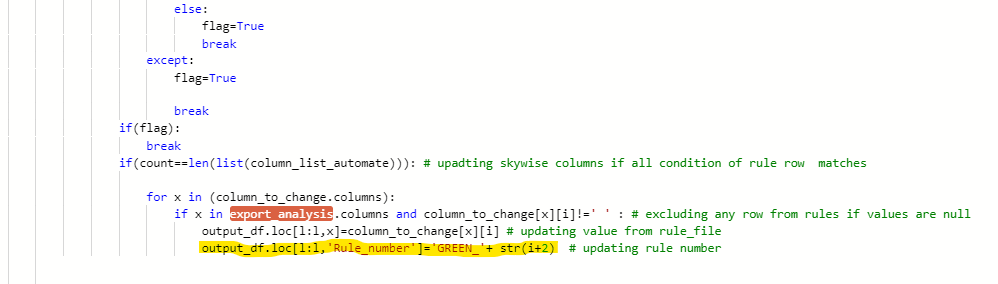 else:
flag=True
break
except:
flag=True
break
if(flag):
break
if(count==len(list(column_list_automate))): # upadting skywise columns if all condition of rule row  matches
for x in (column_to_change.columns):
if x in export_analysis.columns and column_to_change[x][i]!=' ' : # excluding any row from rules if values are null
output_df.loc[l:l,x]=column_to_change[x][i] # updating value from rule_file
output_df.loc[l:l,'Rule_number']='GREEN_'+ str(i+2)  # updating rule number